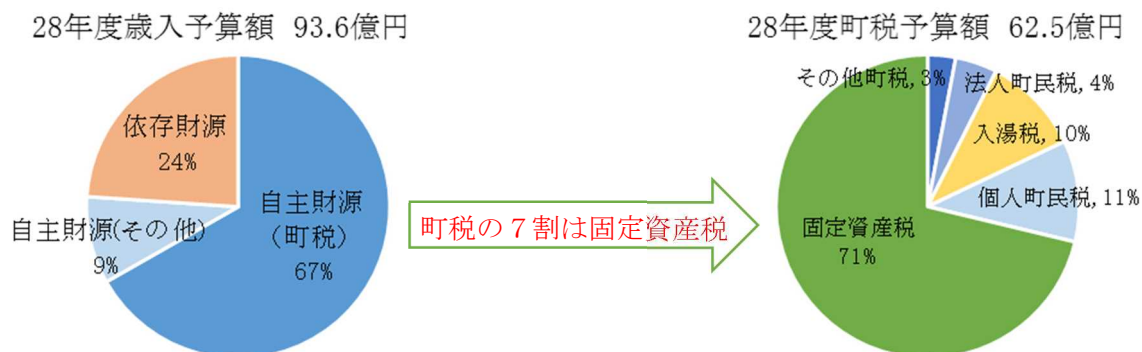 28年度歳入予算額 93.6億円
依存財源
24%
自主財源(その他)
9%
自主財源
(町税)
67%
町税の７割は固定資産税
28年度町税予算額 62.5億円
その他町税, 3%
法人町民税, 4%
入湯税, 10%
個人町民税, 11%
固定資産税
71%